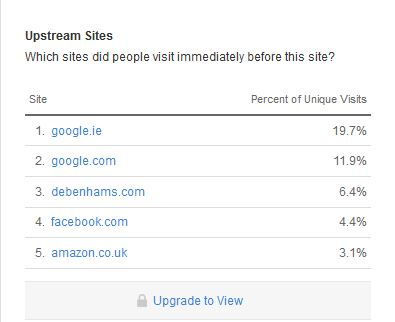 Upstream Sites
Which sites did people visit immediately before this site?
Site Percent of Unique Visits
1. google.ie 19.7%
2. google.com 11.9%
3. debenhams.com 6.4%
4. facebook.com 4.4%
5. amazon.co.uk 3.1%
Upgrade to View